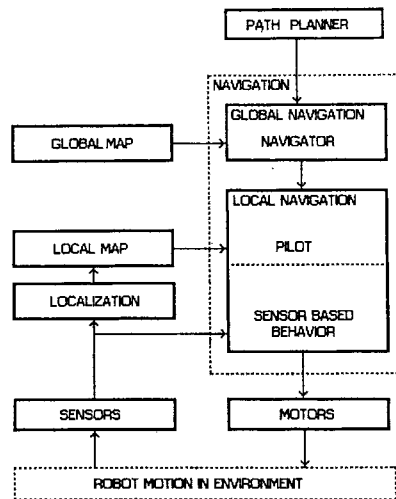 PATH PLANNER
NAVIGATION
GLOBAL NAVIGATION
NAVIGATOR
GLOBAL MAP
LOCAL NAVIGATION
PILOT
LOCAL MAP
LOCALIZATION
SENSOR BASED
BEHAVIOR
SENSORS
MOTORS
ROBOT MOTION IN ENVIRONMENT